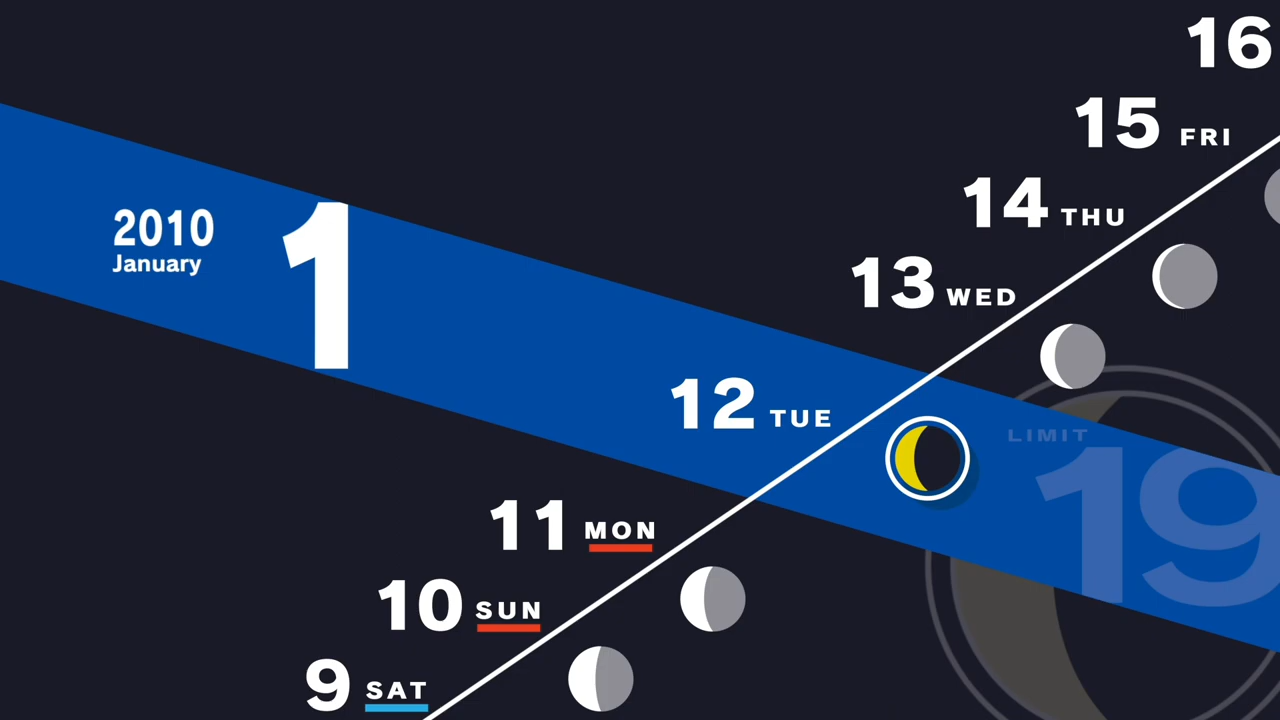 16
15 FRI
14 THU
2010
January
1
13 WED
12 TUE
LIMIT
19
11 MON
10 SUN
9 SAT